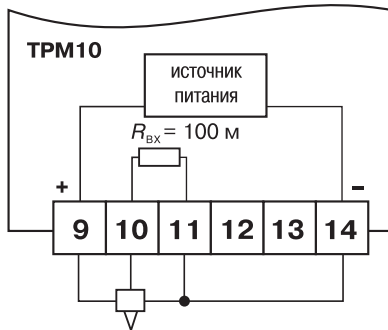 ТРМ10
источник
питания
Rвх = 100 м
+ −
9 10 11 12 13 14